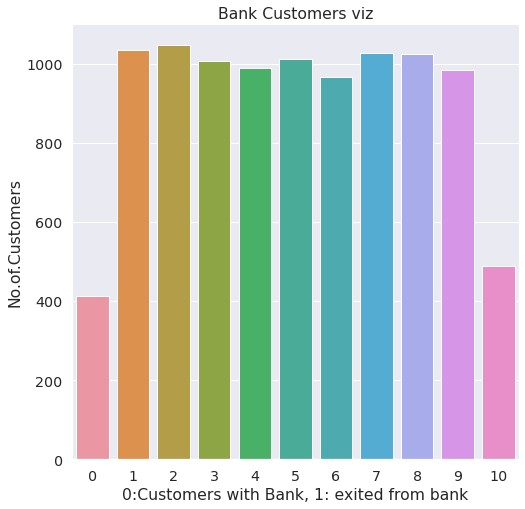 Bank Customers viz
No.of.Customers
1000
800
600
400
200
0
0 1 2 3 4 5 6 7 8 9 10
0:Customers with Bank, 1: exited from bank